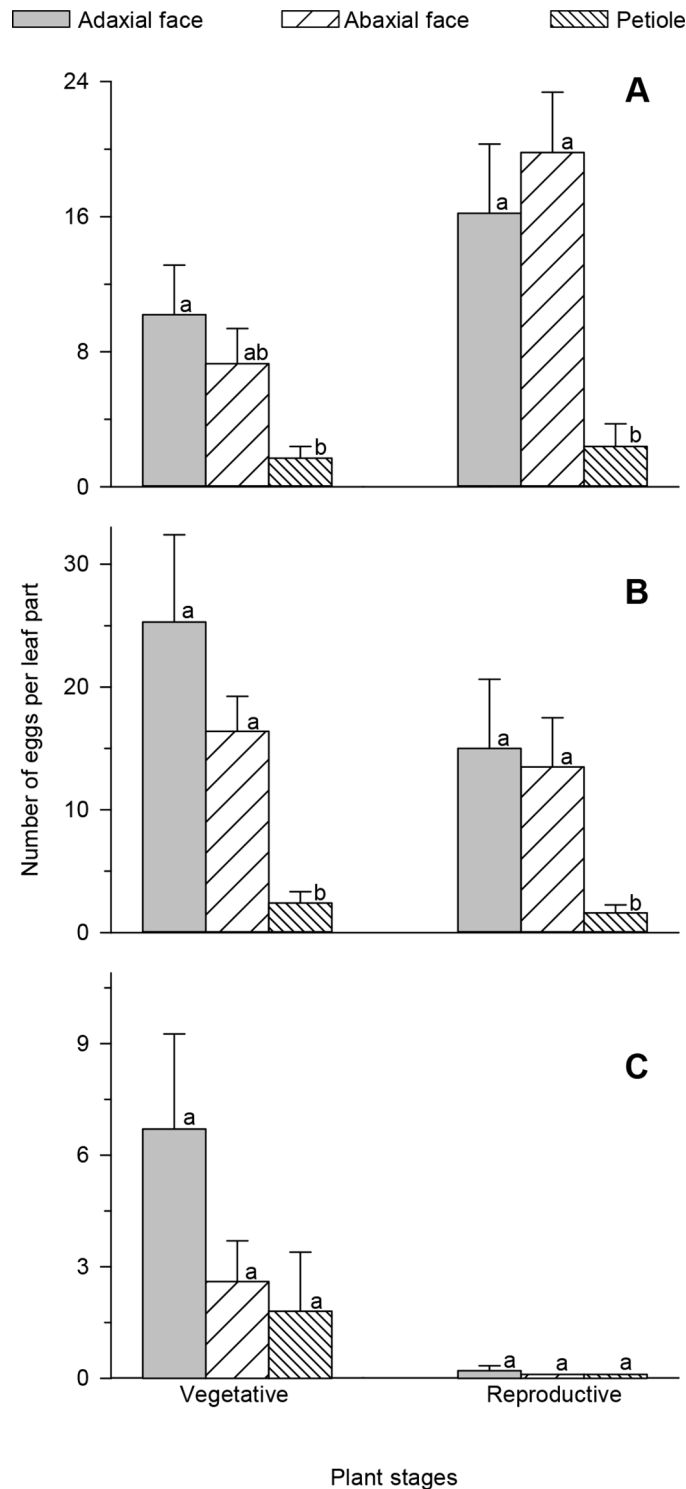 Adaxial face Abaxial face Petiole
24
16
8
0
A
a
ab
b
a
a
b
Number of eggs per leaf part
30
20
10
0
B
a
a
b
a
a
b
9
6
3
0
C
a
a
a
a
a
a
Vegetative Reproductive
Plant stages